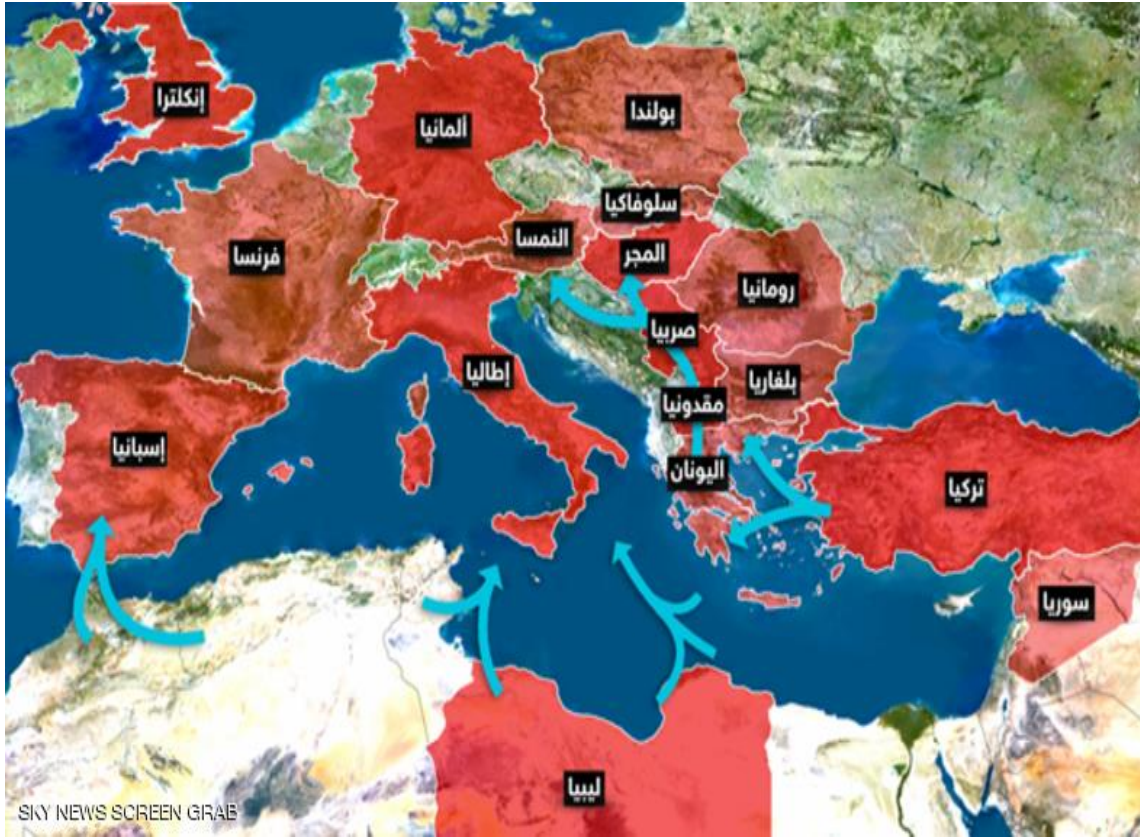 إنكلترا
ألمانيا
بولندا
سلوفاكيا
النمسا
المجر
فرنسا
رومانيا
صربيا
إطاليا
بلغاريا
مقدونيا
إسبانيا
اليونان
تركيا
سوريا
ليبيا
SKY NEWS SCREEN GRAB